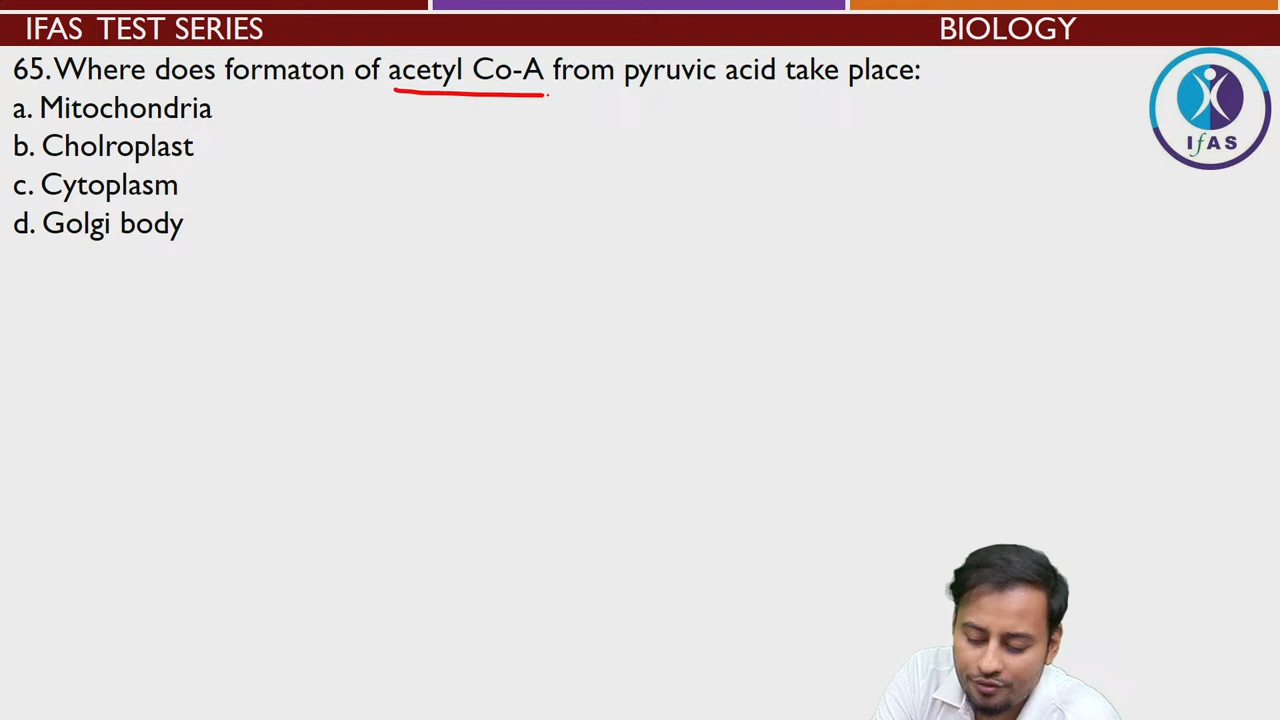 IFAS TEST SERIES
BIOLOGY
65. Where does formaton of acetyl Co-A from pyruvic acid take place:
a. Mitochondria
b. Cholroplast
c. Cytoplasm
d. Golgi body
IfAS